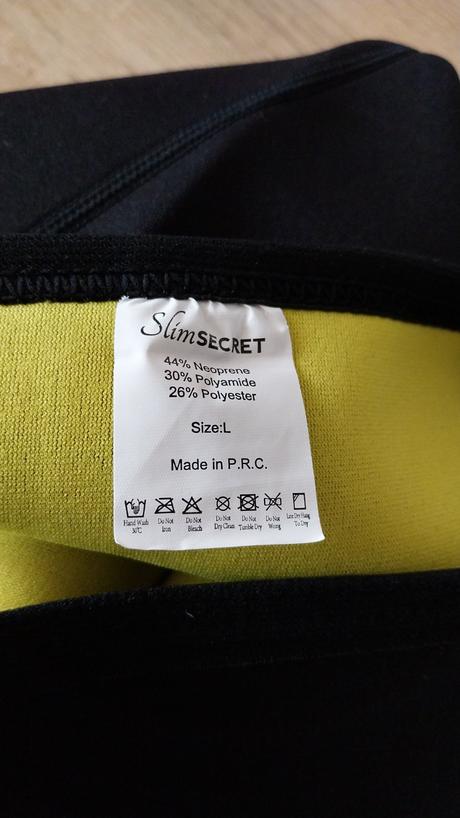 SlimSECRET
44% Neoprene
30% Polyamide
26% Polyester
Size:L
Made in P.R.C.
Hand Wash Do Not Do Not Do Not Do Not Do Not Line Dry Hang
30°C Iron Bleach Dry Clean Tumble Dry Wring To Dry